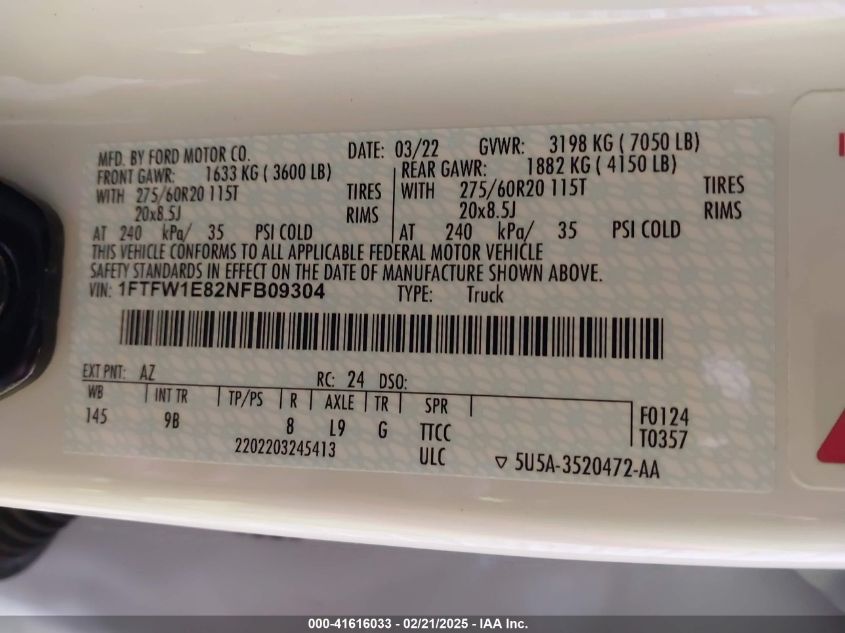 MFD. BY FORD MOTOR CO. DATE: 03/22 GVWR: 3198 KG ( 7050 LB)
FRONT GAWR: 1633 KG ( 3600 LB) REAR GAWR: 1882 KG ( 4150 LB)
WITH 275/60R20 115T TIRES WITH 275/60R20 115T TIRES
20x8.5J RIMS 20x8.5J RIMS
AT 240 kPa/ 35 PSI COLD AT 240 kPa/ 35 PSI COLD
THIS VEHICLE CONFORMS TO ALL APPLICABLE FEDERAL MOTOR VEHICLE
SAFETY STANDARDS IN EFFECT ON THE DATE OF MANUFACTURE SHOWN ABOVE.
VIN: 1FTFW1E82NFB09304 TYPE: Truck
EXT PNT: AZ RC: 24 DSO:
WB INT TR TP/PS R AXLE TR SPR F0124
145 9B 8 L9 G TTCC T0357
2202203245413 ULC ▽ 5U5A-3520472-AA
000-41616033 - 02/21/2025 - IAA Inc.